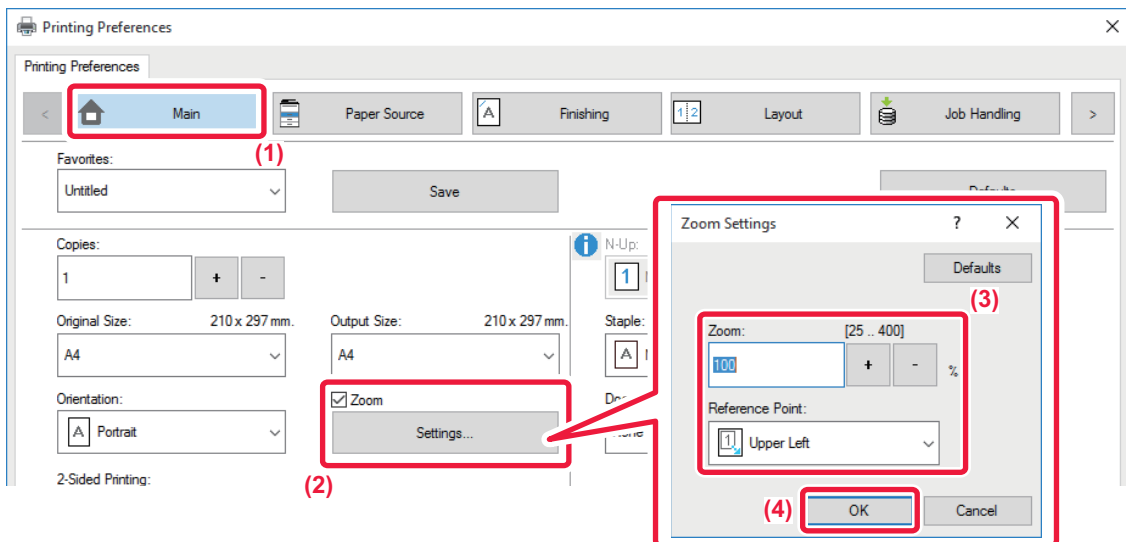 Printing Preferences
Printing Preferences
< Main Paper Source Finishing Layout Job Handling >
(1)
Favorites:
Untitled Save
Copies: N-Up:
1 + - 1
Original Size: 210 x 297 mm. Output Size: 210 x 297 mm. Staple:
A4 A4 A
Orientation: Zoom
A Portrait Settings...
2-Sided Printing:
(2)
Zoom Settings ? X
Defaults
(3)
Zoom: [25 .. 400]
100 + - %
Reference Point:
1 Upper Left
(4) OK Cancel